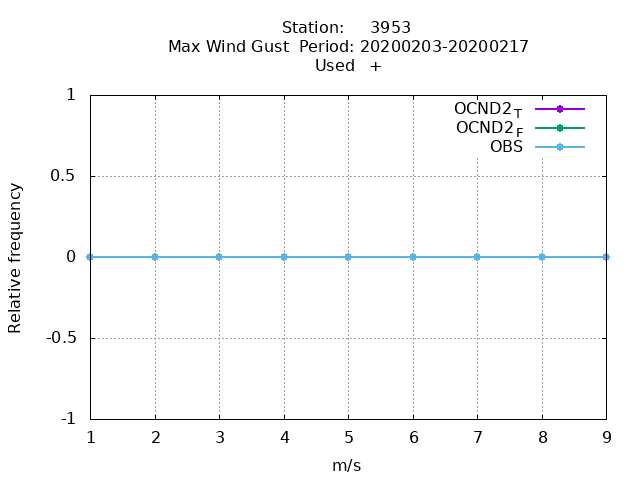 Station: 3953
Max Wind Gust Period: 20200203-20200217
Used +
OCND2T
OCND2F
OBS
1
0.5
0
-0.5
-1
Relative frequency
1 2 3 4 5 6 7 8 9
m/s